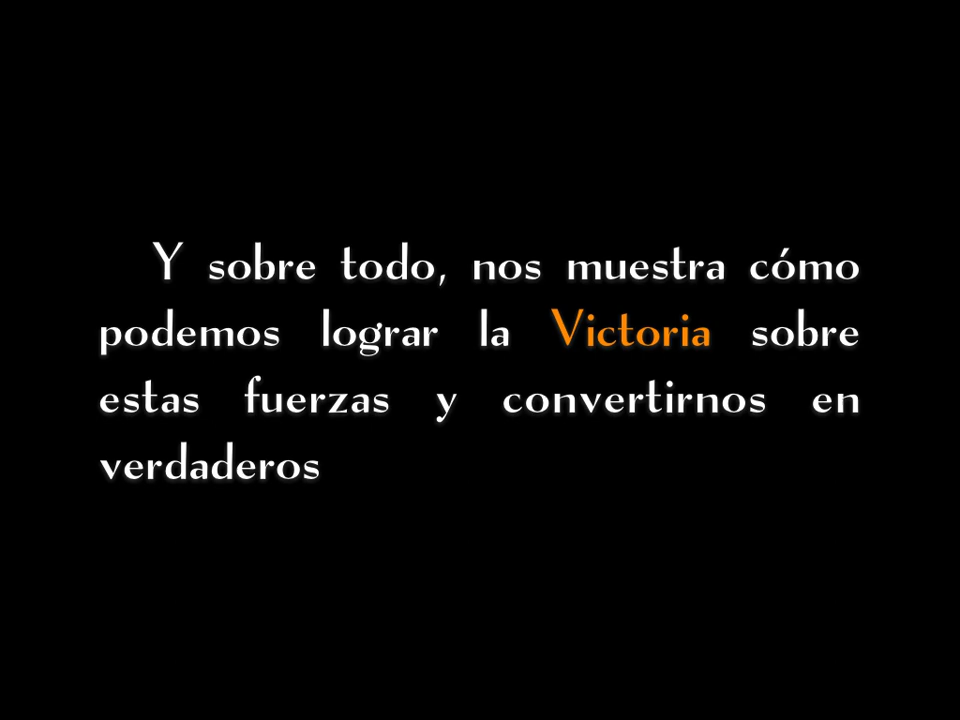 Y sobre todo, nos muestra cómo
podemos lograr la Victoria sobre
estas fuerzas y convertirnos en
verdaderos